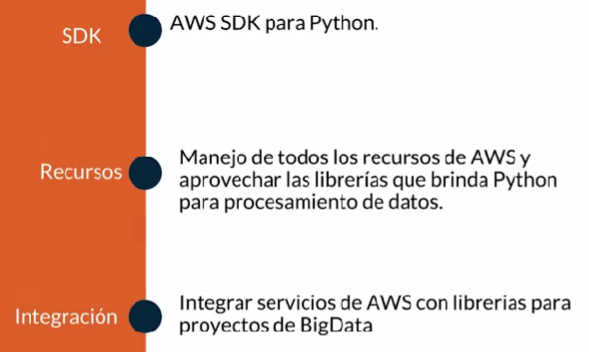 SDK
AWS SDK para Python.
Recursos
Manejo de todos los recursos de AWS y
aprovechar las librerías que brinda Python
para procesamiento de datos.
Integración
Integrar servicios de AWS con librerias para
proyectos de BigData